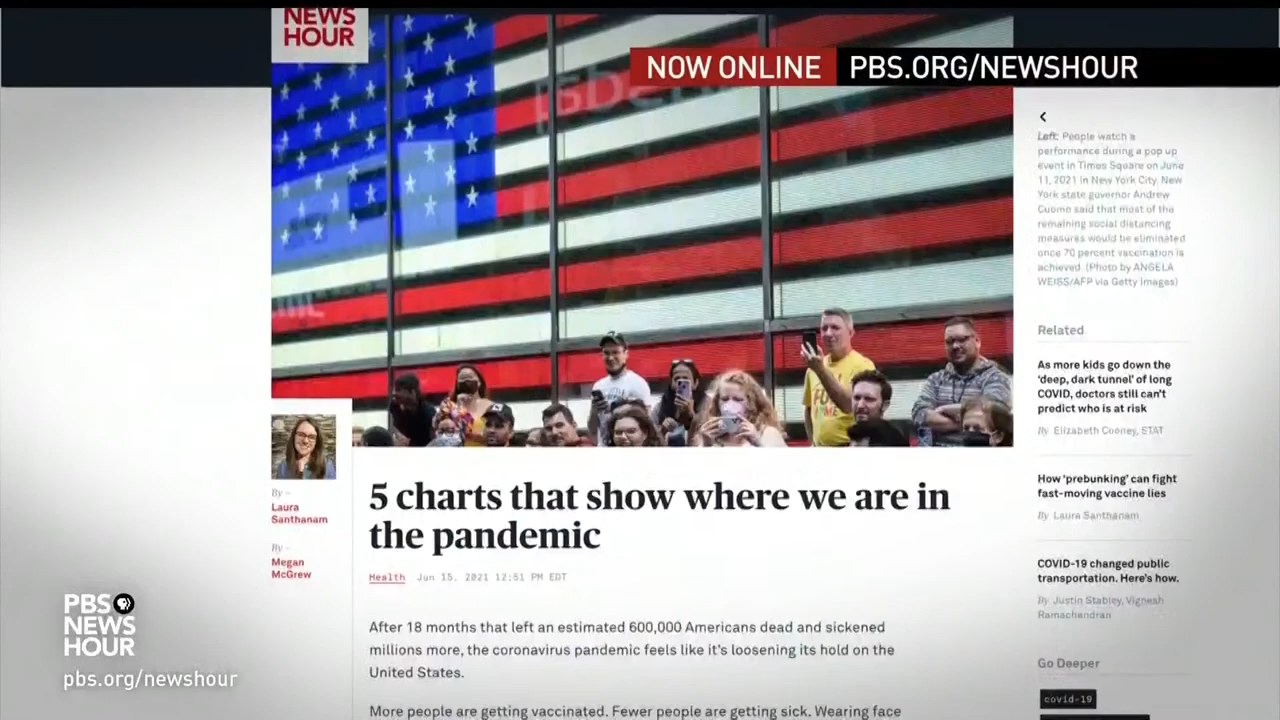 NEWS
HOUR
NOW ONLINE PBS.ORG/NEWSHOUR
Left: People watch a
performance during a pop up
event in Times Square on June
11, 2021 in New York City. New
York state governor Andrew
Cuomo said that most of the
remaining social distancing
measures would be eliminated
once 70 percent vaccination is
achieved. (Photo by ANGELA
WEISS/AFP via Getty Images)
Related
As more kids go down the
‘deep, dark tunnel’ of long
COVID, doctors still can’t
predict who is at risk
By Elizabeth Cooney, STAT
How ‘prebunking’ can fight
fast-moving vaccine lies
By Laura Santhanam
COVID-19 changed public
transportation. Here’s how.
By Justin Stabley, Vignesh
Ramachandran
Go Deeper
covid-19
By –
Laura
Santhanam
By –
Megan
McGrew
5 charts that show where we are in
the pandemic
Health Jun 15, 2021 12:51 PM EDT
After 18 months that left an estimated 600,000 Americans dead and sickened
millions more, the coronavirus pandemic feels like it’s loosening its hold on the
United States.
More people are getting vaccinated. Fewer people are getting sick. Wearing face
PBS
NEWS
HOUR
pbs.org/newshour